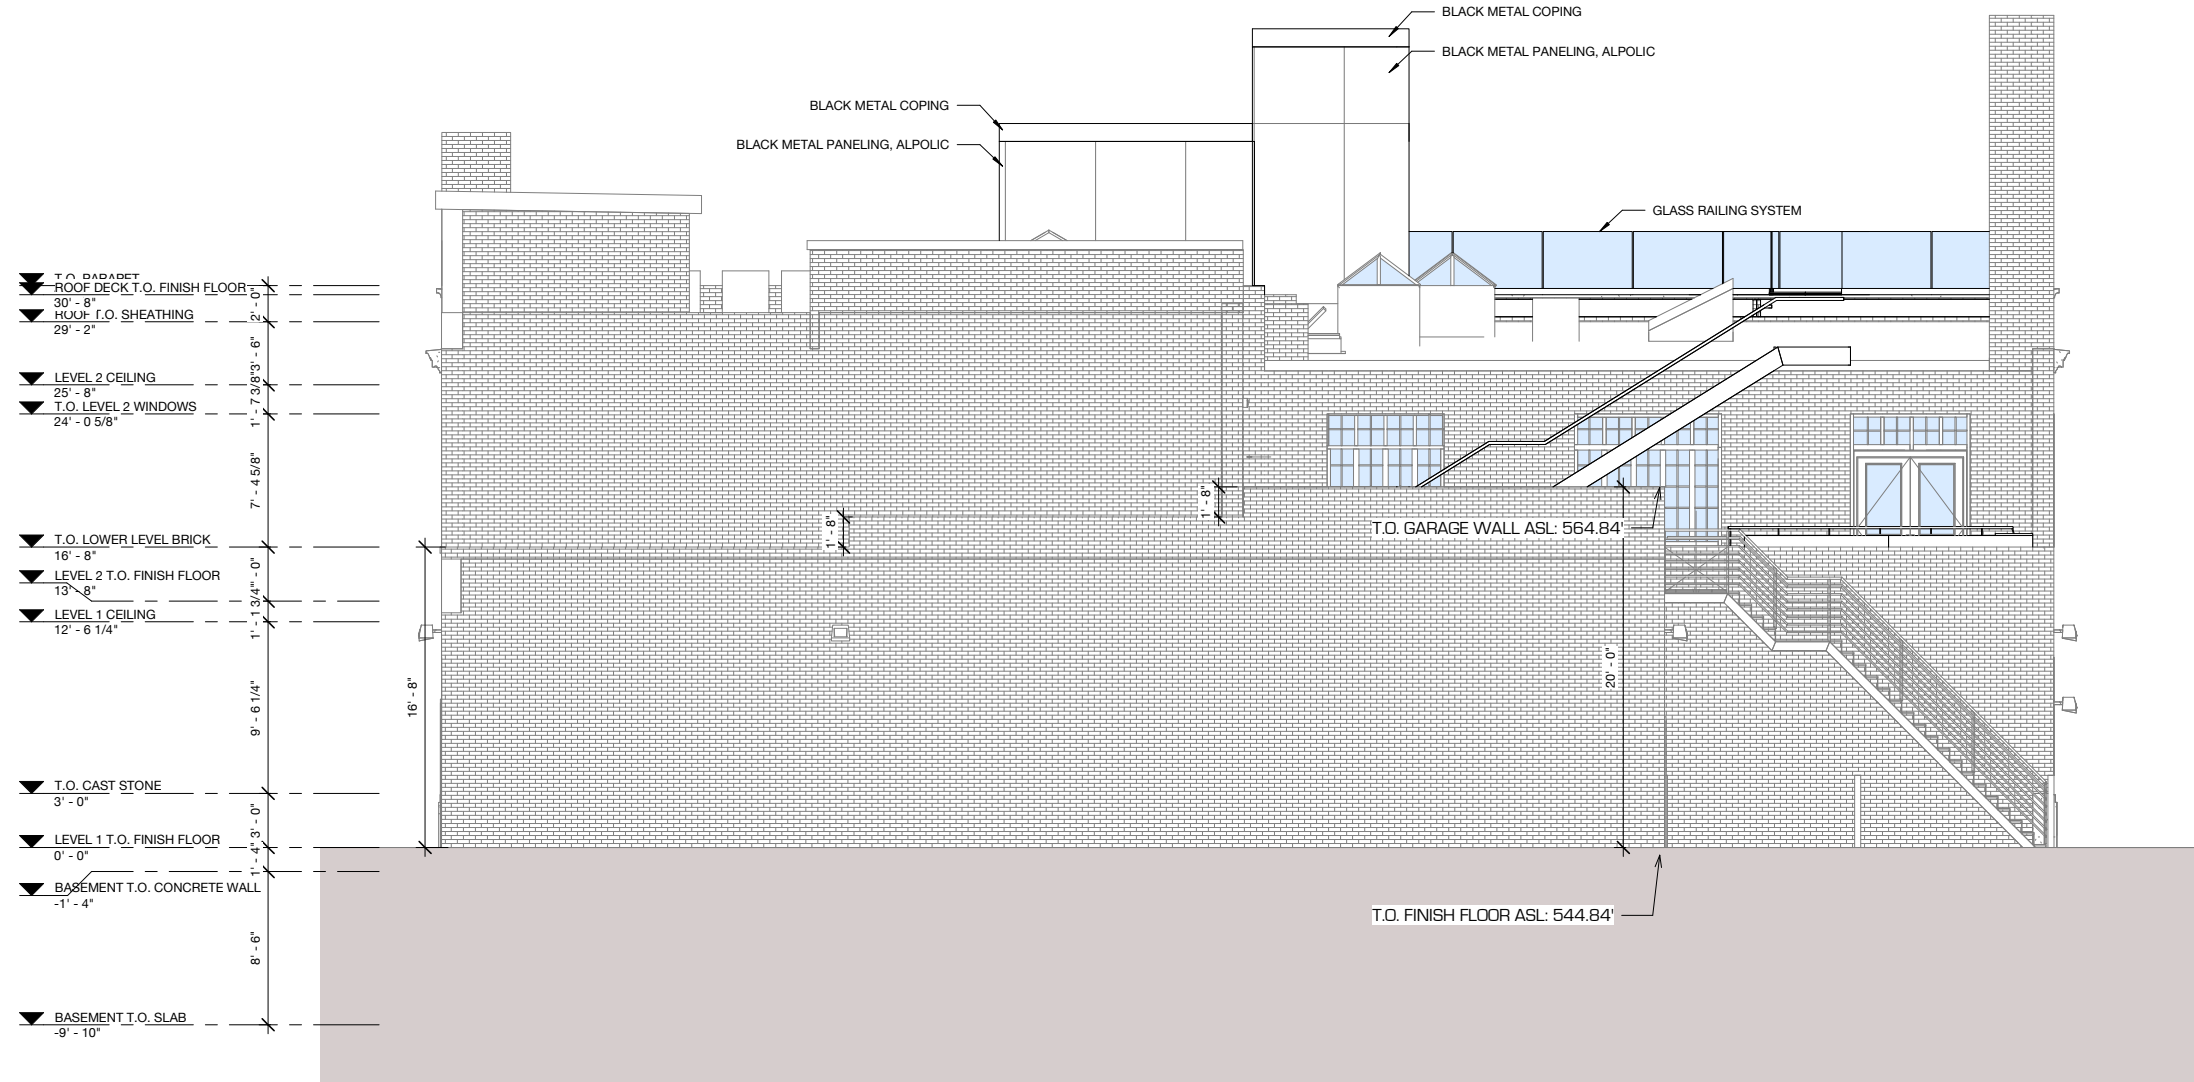 BLACK METAL COPING
BLACK METAL PANELING, ALPOLIC
BLACK METAL COPING
BLACK METAL PANELING, ALPOLIC
GLASS RAILING SYSTEM
T.O. PARAPET
ROOF DECK T.O. FINISH FLOOR
30' - 8"
ROOF T.O. SHEATHING
29' - 2"
LEVEL 2 CEILING
25' - 8"
T.O. LEVEL 2 WINDOWS
24' - 0 5/8"
T.O. LOWER LEVEL BRICK
16' - 8"
LEVEL 2 T.O. FINISH FLOOR
13' - 8"
LEVEL 1 CEILING
12' - 6 1/4"
T.O. CAST STONE
3' - 0"
LEVEL 1 T.O. FINISH FLOOR
0' - 0"
BASEMENT T.O. CONCRETE WALL
-1' - 4"
BASEMENT T.O. SLAB
-9' - 10"
2' - 0"
3' - 6"
1' - 7 3/8"
7' - 4 5/8"
1' - 1 3/4"
9' - 6 1/4"
3' - 0"
1' - 4"
8' - 6"
16' - 8"
1' - 8"
1' - 8"
20' - 0"
T.O. GARAGE WALL ASL: 564.84'
T.O. FINISH FLOOR ASL: 544.84'